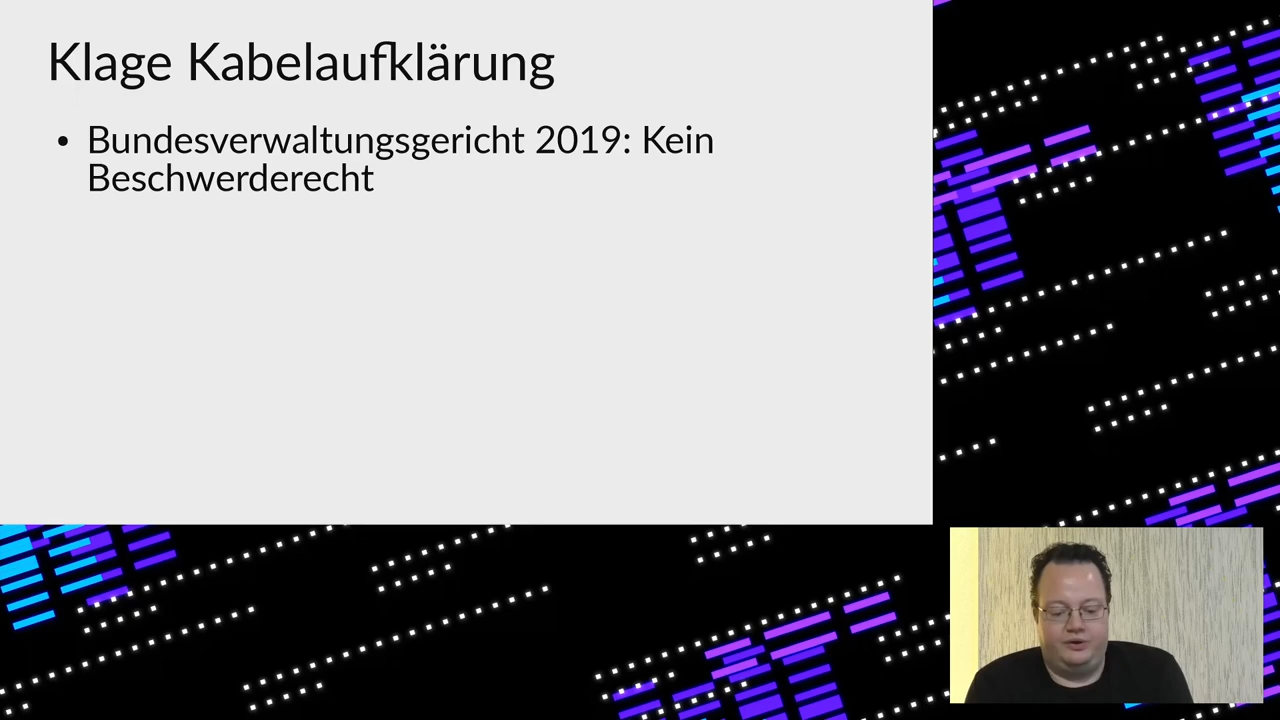 Klage Kabelaufklärung
• Bundesverwaltungsgericht 2019: Kein
Beschwerderecht